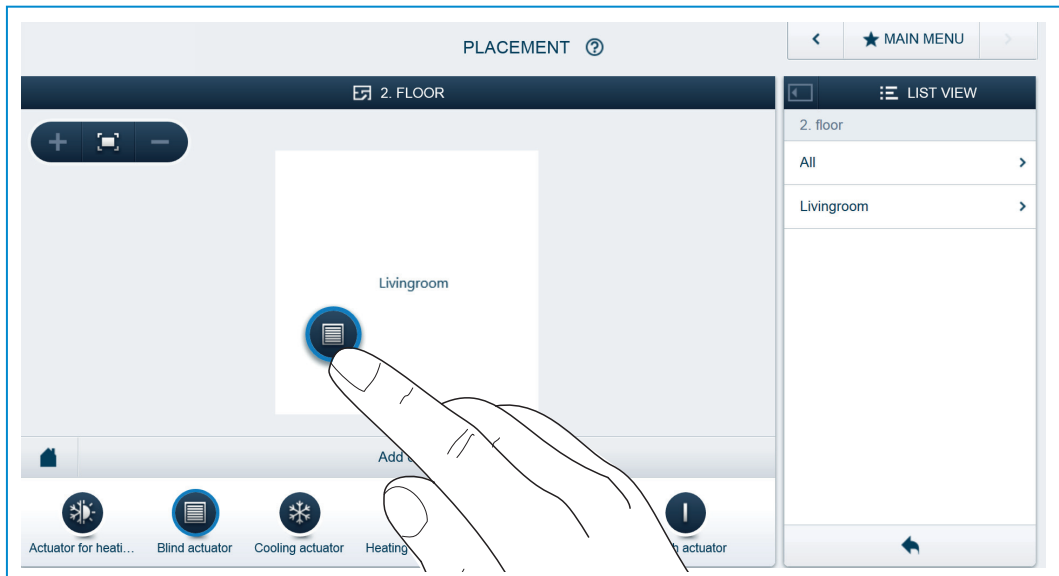 PLACEMENT ?
MAIN MENU
2. FLOOR
LIST VIEW
2. floor
All
Livingroom
Livingroom
Add
Actuator for heati...
Blind actuator
Cooling actuator
Heating
actuator